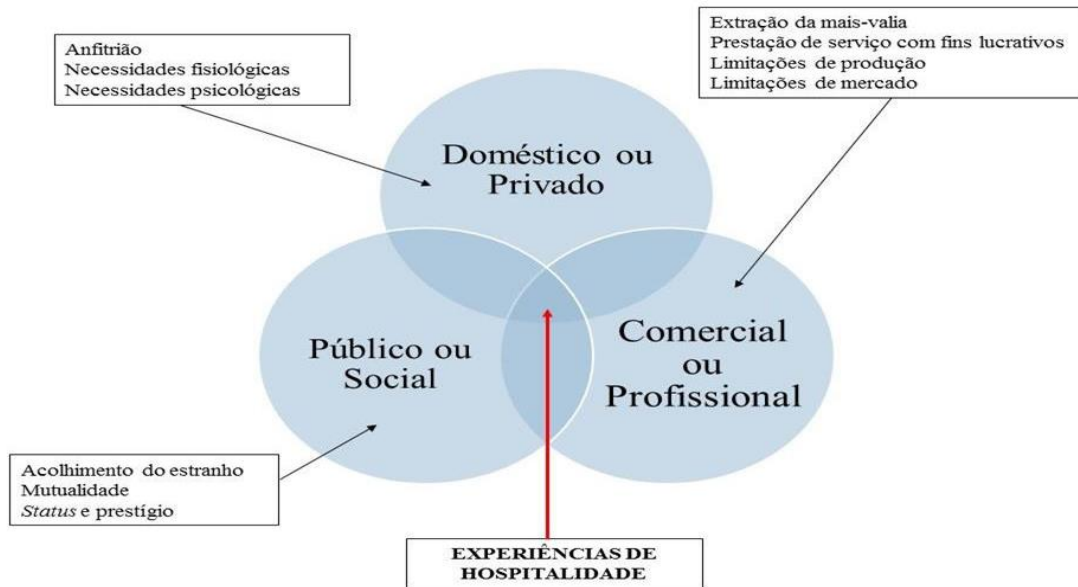 Anfitrião
Necessidades fisiológicas
Necessidades psicológicas
Extração da mais-valia
Prestação de serviço com fins lucrativos
Limitações de produção
Limitações de mercado
Doméstico ou
Privado
Público ou
Social
Comercial
ou
Profissional
Acolhimento do estranho
Mutualidade
Status e prestígio
EXPERIÊNCIAS DE
HOSPITALIDADE